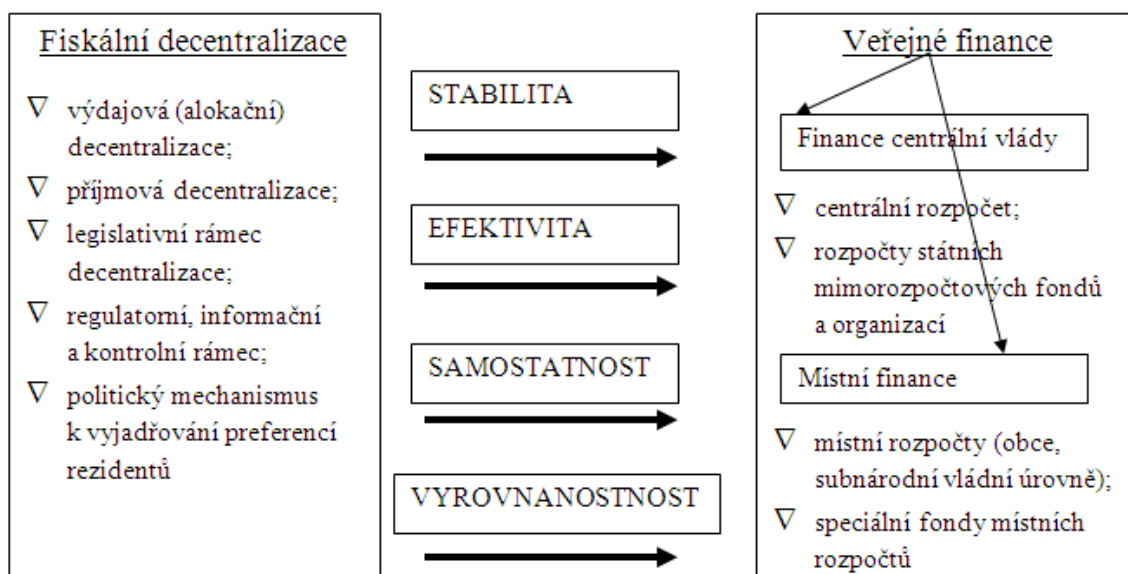 Fiskální decentralizace
∇ výdajová (alokační)
decentralizace;
∇ příjmová decentralizace;
∇ legislativní rámec
decentralizace;
∇ regulatorní, informační
a kontrolní rámec;
∇ politický mechanismus
k vyjadřování preferencí
rezidentů
STABILITA
EFEKTIVITA
SAMOSTATNOST
VYROVNANOSTNOST
Veřejné finance
Finance centrální vlády
∇ centrální rozpočet;
∇ rozpočty státních
mimorozpočtových fondů
a organizací
Místní finance
∇ místní rozpočty (obce,
subnárodní vládní úrovně);
∇ speciální fondy místních
rozpočtů